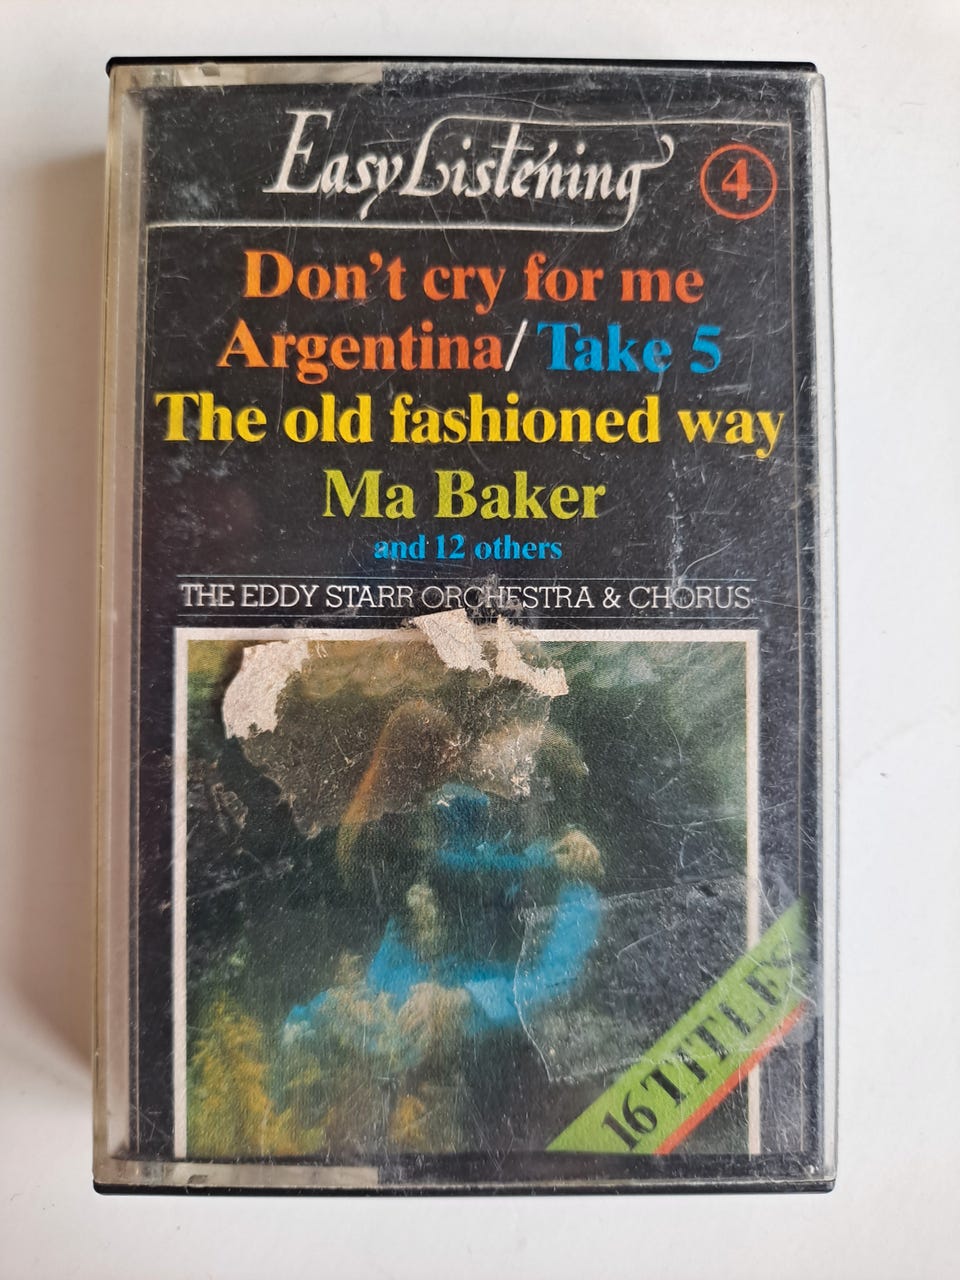 Easy Listening 4
Don't cry for me
Argentina/Take 5
The old fashioned way
Ma Baker
and 12 others
THE EDDY STARR ORCHESTRA & CHORUS
16 TITLES